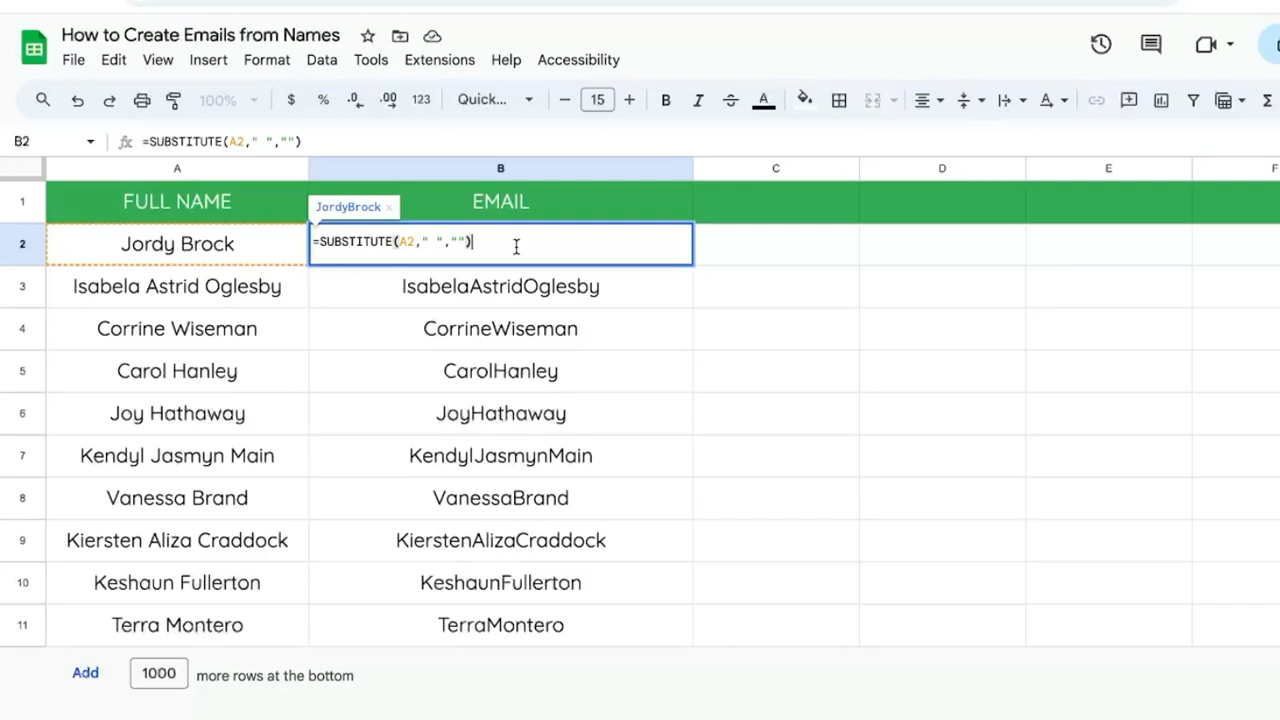 How to Create Emails from Names
File Edit View Insert Format Data Tools Extensions Help Accessibility
100% $ % .0 .00 123 Quick... 15 B I A Σ
B2 fx =SUBSTITUTE(A2," ","")
A B C D E F
1 FULL NAME EMAIL
JordyBrock ×
2 Jordy Brock =SUBSTITUTE(A2," ","")
3 Isabela Astrid Oglesby IsabelaAstridOglesby
4 Corrine Wiseman CorrineWiseman
5 Carol Hanley CarolHanley
6 Joy Hathaway JoyHathaway
7 Kendyl Jasmyn Main KendylJasmynMain
8 Vanessa Brand VanessaBrand
9 Kiersten Aliza Craddock KierstenAlizaCraddock
10 Keshaun Fullerton KeshaunFullerton
11 Terra Montero TerraMontero
Add 1000 more rows at the bottom